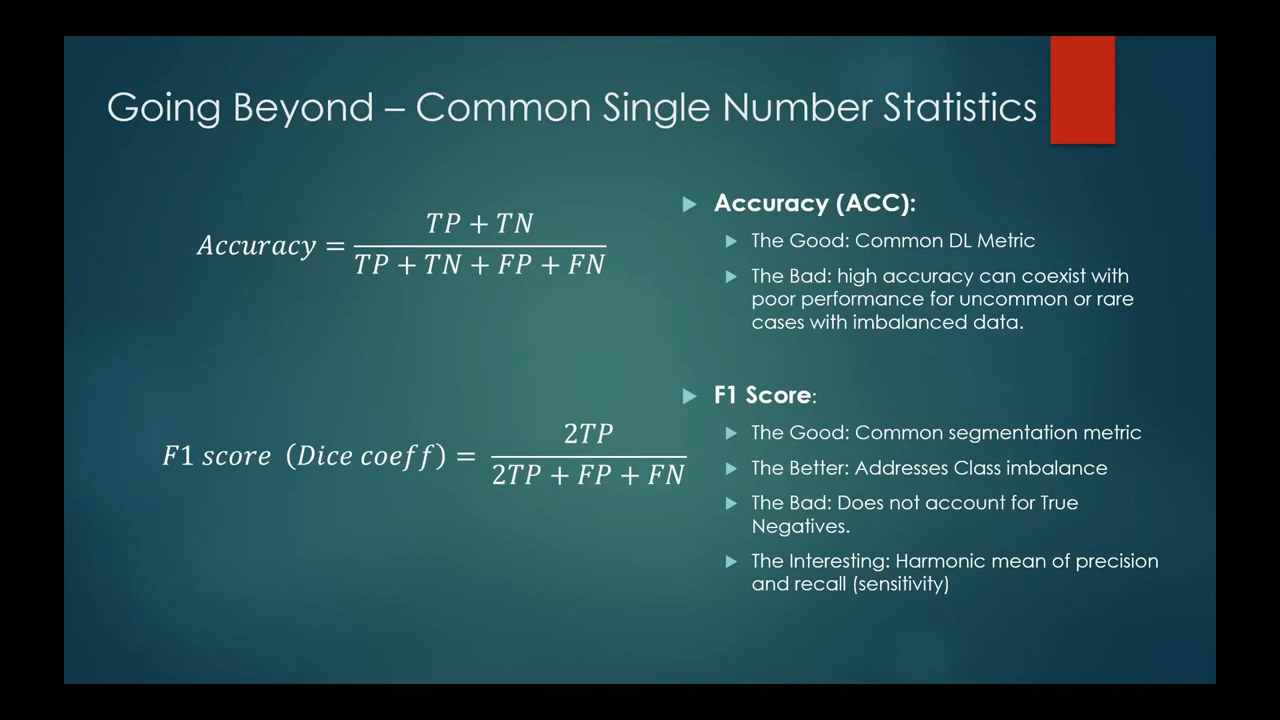 Going Beyond – Common Single Number Statistics
Accuracy = \frac{TP + TN}{TP + TN + FP + FN}
Accuracy (ACC):
The Good: Common DL Metric
The Bad: high accuracy can coexist with
poor performance for uncommon or rare
cases with imbalanced data.
F1 score (Dice coeff) = \frac{2TP}{2TP + FP + FN}
F1 Score:
The Good: Common segmentation metric
The Better: Addresses Class imbalance
The Bad: Does not account for True
Negatives.
The Interesting: Harmonic mean of precision
and recall (sensitivity)